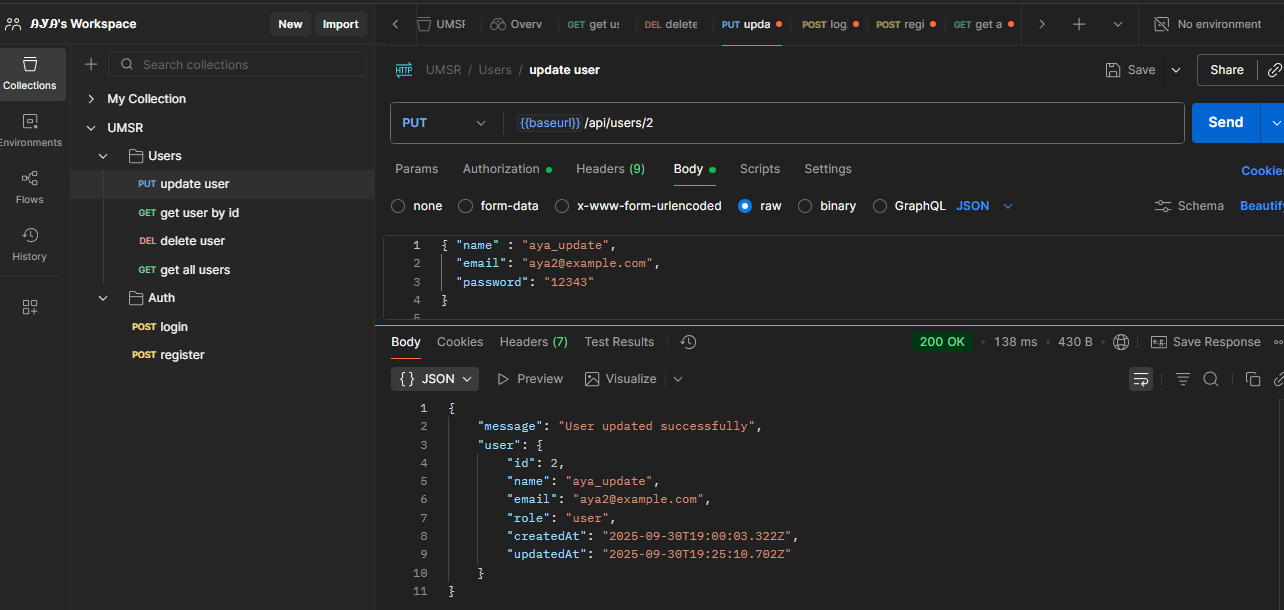 ДУД's Workspace
New
Import
UMSF
Overv
GET get us
DEL delete
PUT upda
POST log
POST regi
GET get a
No environment
Collections
Environments
Flows
History
Search collections
My Collection
UMSR
Users
PUT update user
GET get user by id
DEL delete user
GET get all users
Auth
POST login
POST register
HTTP UMSR / Users / update user
Save
Share
PUT
{{baseurl}} /api/users/2
Send
Params
Authorization
Headers (9)
Body
Scripts
Settings
Cookies
none
form-data
x-www-form-urlencoded
raw
binary
GraphQL
JSON
Schema
Beautify
1 { "name" : "aya_update",
2 "email": "aya2@example.com",
3 "password": "12343"
4 }
5
Body
Cookies
Headers (7)
Test Results
200 OK
138 ms
430 B
e.g.
Save Response
{} JSON
Preview
Visualize
1 {
2 "message": "User updated successfully",
3 "user": {
4 "id": 2,
5 "name": "aya_update",
6 "email": "aya2@example.com",
7 "role": "user",
8 "createdAt": "2025-09-30T19:00:03.322Z",
9 "updatedAt": "2025-09-30T19:25:10.702Z"
10 }
11 }